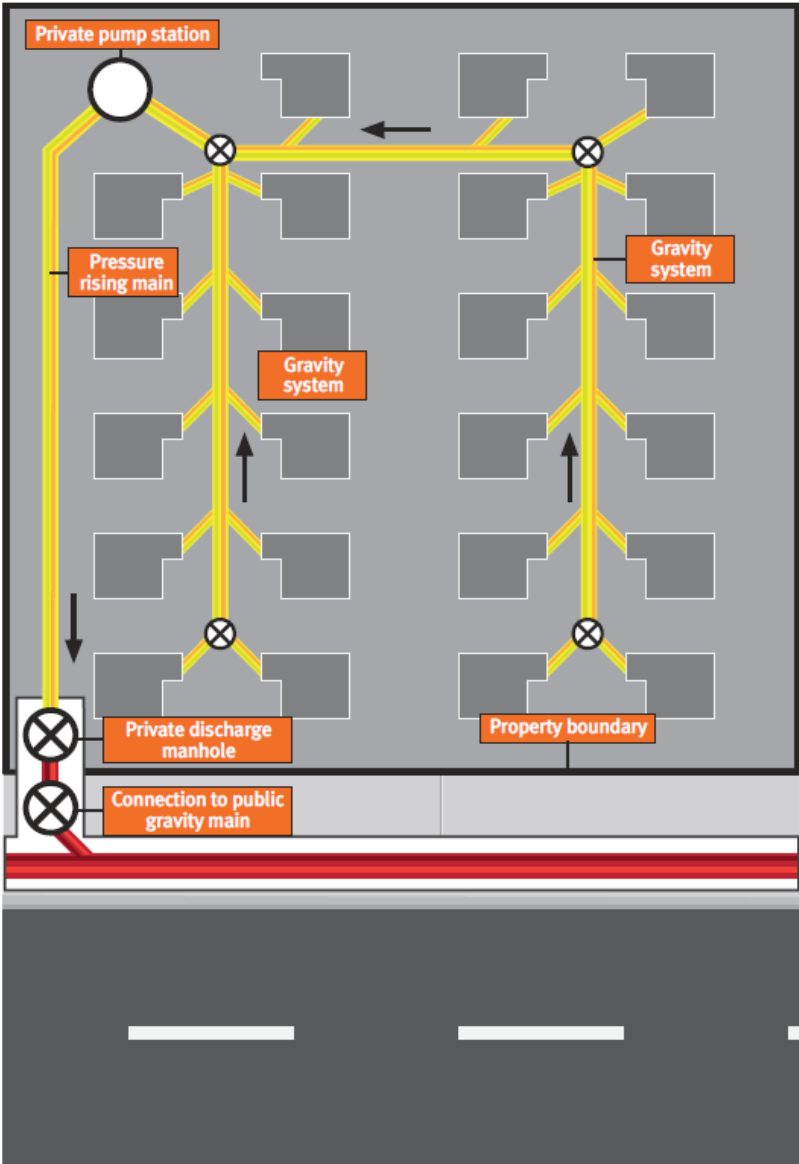 Private pump station
Pressure
rising main
Gravity
system
Gravity
system
Private discharge
manhole
Property boundary
Connection to public
gravity main